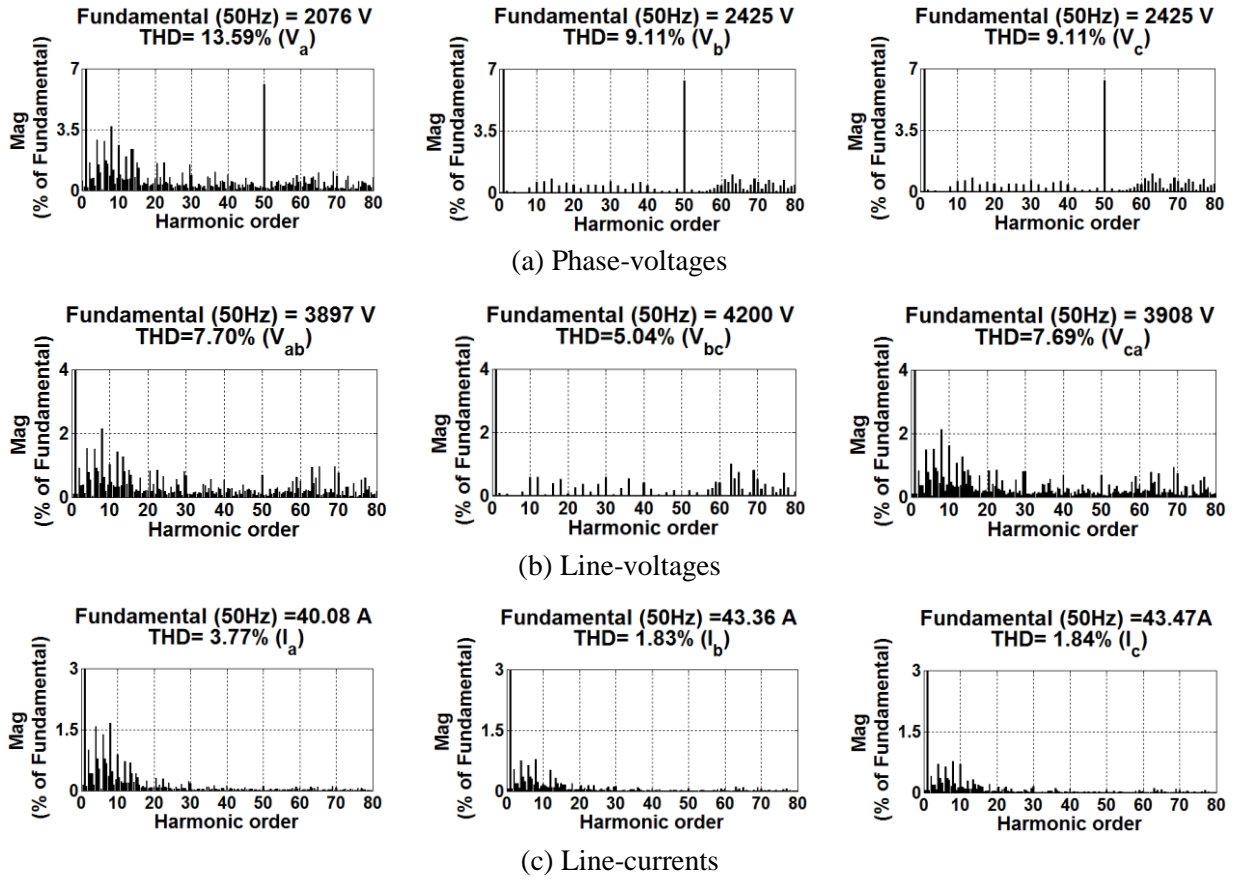 Fundamental (50Hz) = 2076 V
THD= 13.59% (Va)
Mag
(% of Fundamental)
7
3.5
0
0 10 20 30 40 50 60 70 80
Harmonic order
Fundamental (50Hz) = 2425 V
THD= 9.11% (Vb)
Mag
(% of Fundamental)
7
3.5
0
0 10 20 30 40 50 60 70 80
Harmonic order
Fundamental (50Hz) = 2425 V
THD= 9.11% (Vc)
Mag
(% of Fundamental)
7
3.5
0
0 10 20 30 40 50 60 70 80
Harmonic order
(a) Phase-voltages
Fundamental (50Hz) = 3897 V
THD=7.70% (Vab)
Mag
(% of Fundamental)
4
2
0
0 10 20 30 40 50 60 70 80
Harmonic order
Fundamental (50Hz) = 4200 V
THD=5.04% (Vbc)
Mag
(% of Fundamental)
4
2
0
0 10 20 30 40 50 60 70 80
Harmonic order
Fundamental (50Hz) = 3908 V
THD=7.69% (Vca)
Mag
(% of Fundamental)
4
2
0
0 10 20 30 40 50 60 70 80
Harmonic order
(b) Line-voltages
Fundamental (50Hz) =40.08 A
THD= 3.77% (Ia)
Mag
(% of Fundamental)
3
1.5
0
0 10 20 30 40 50 60 70 80
Harmonic order
Fundamental (50Hz) =43.36 A
THD= 1.83% (Ib)
Mag
(% of Fundamental)
3
1.5
0
0 10 20 30 40 50 60 70 80
Harmonic order
Fundamental (50Hz) =43.47A
THD= 1.84% (Ic)
Mag
(% of Fundamental)
3
1.5
0
0 10 20 30 40 50 60 70 80
Harmonic order
(c) Line-currents